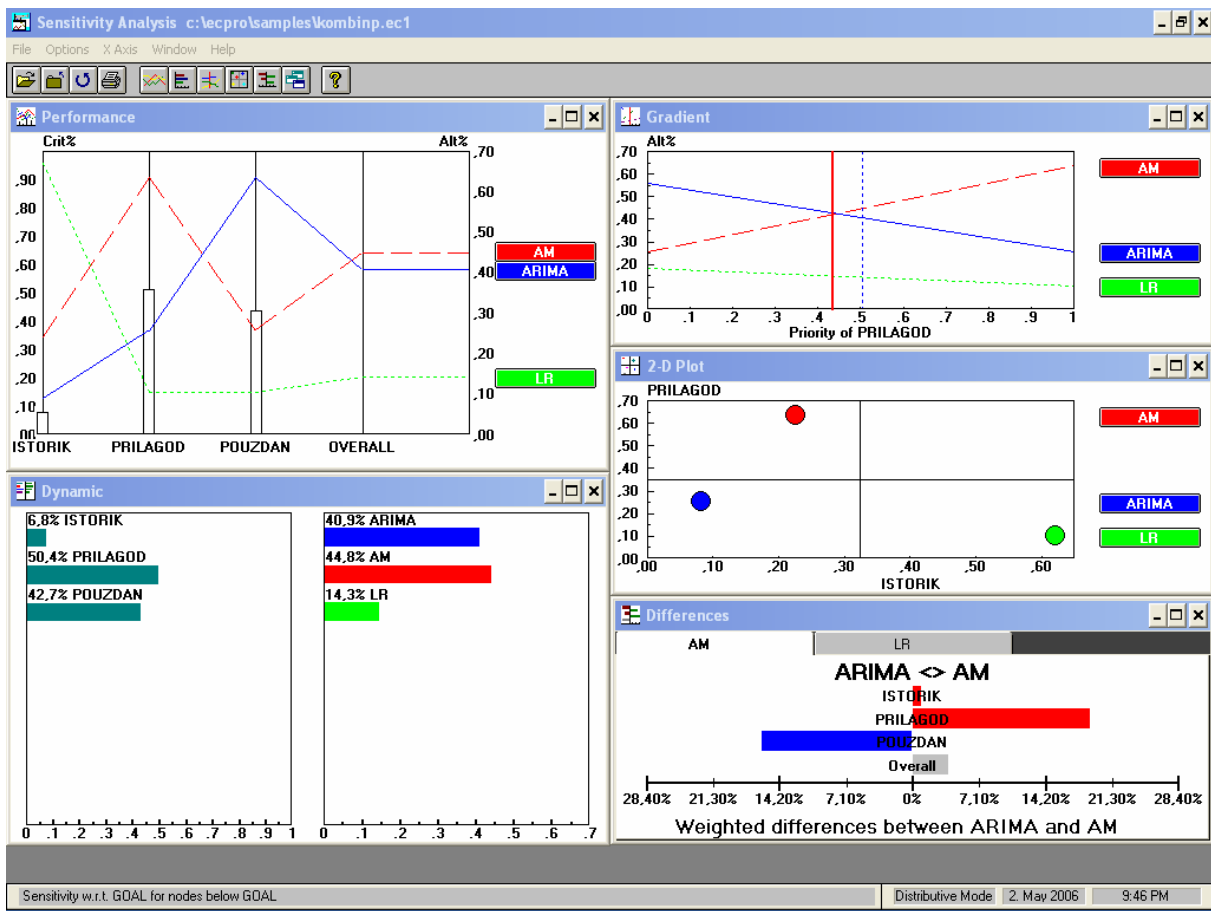 Sensitivity Analysis c:\ecpro\samples\kombinp.ec1
File Options X Axis Window Help
Performance
Crit% Alt%
,90
,80
,70
,60
,50
,40
,30
,20
,10
,00
,70
,60
,50
,40
,30
,20
,10
,00
AM
ARIMA
LR
ISTORIK PRILAGOD POUZDAN OVERALL
Gradient
Alt%
,70
,60
,50
,40
,30
,20
,10
,00
0 .1 .2 .3 .4 .5 .6 .7 .8 .9 1
Priority of PRILAGOD
AM
ARIMA
LR
2-D Plot
PRILAGOD
,70
,60
,50
,40
,30
,20
,10
,00
,00 ,10 ,20 ,30 ,40 ,50 ,60
ISTORIK
AM
ARIMA
LR
Dynamic
6,8% ISTORIK
50,4% PRILAGOD
42,7% POUZDAN
0 .1 .2 .3 .4 .5 .6 .7 .8 .9 1
40,9% ARIMA
44,8% AM
14,3% LR
0 .1 .2 .3 .4 .5 .6 .7
Differences
AM LR
ARIMA <> AM
ISTORIK
PRILAGOD
POUZDAN
Overall
28,40% 21,30% 14,20% 7,10% 0% 7,10% 14,20% 21,30% 28,40%
Weighted differences between ARIMA and AM
Sensitivity w.r.t. GOAL for nodes below GOAL
Distributive Mode 2. May 2006 9:46 PM